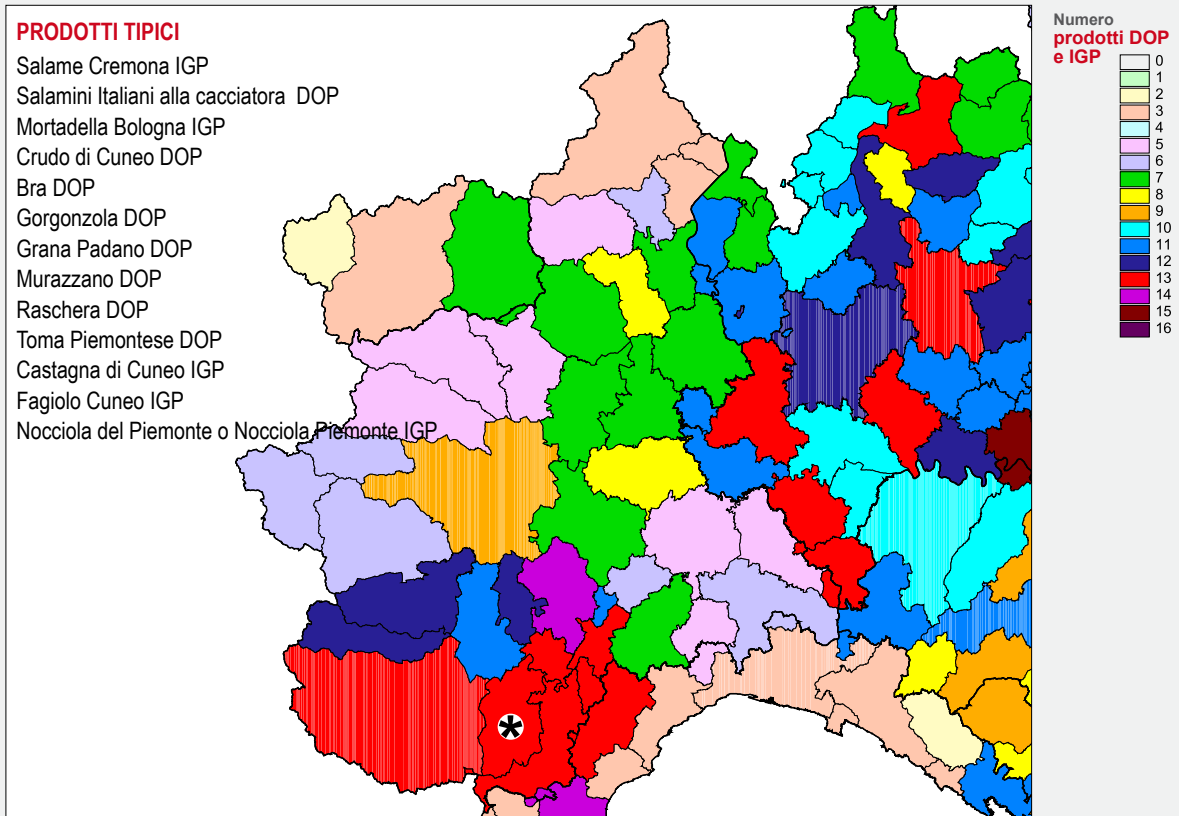 PRODOTTI TIPICI
Salame Cremona IGP
Salamini Italiani alla cacciatora DOP
Mortadella Bologna IGP
Crudo di Cuneo DOP
Bra DOP
Gorgonzola DOP
Grana Padano DOP
Murazzano DOP
Raschera DOP
Toma Piemontese DOP
Castagna di Cuneo IGP
Fagiolo Cuneo IGP
Nocciola del Piemonte o Nocciola Piemonte IGP
*
Numero
prodotti DOP
e IGP
0
1
2
3
4
5
6
7
8
9
10
11
12
13
14
15
16